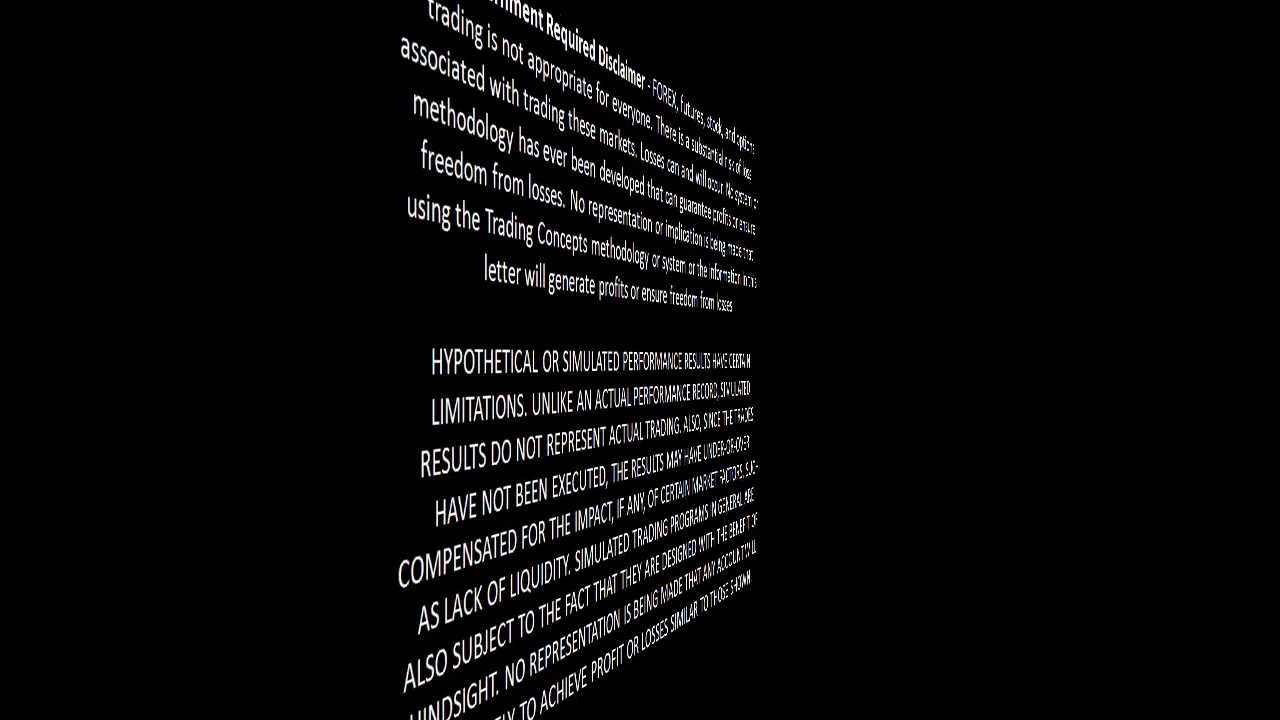 Required Disclaimer - FOREX, futures, stock, and options
trading is not appropriate for everyone. There is a substantial risk of loss
associated with trading these markets. Losses can and will occur. No system or
methodology has ever been developed that can guarantee profits or ensure
freedom from losses. No representation or implication is being made that
using the Trading Concepts methodology or system or the information in this
letter will generate profits or ensure freedom from losses
HYPOTHETICAL OR SIMULATED PERFORMANCE RESULTS HAVE CERTAIN
LIMITATIONS. UNLIKE AN ACTUAL PERFORMANCE RECORD, SIMULATED
RESULTS DO NOT REPRESENT ACTUAL TRADING. ALSO, SINCE THE TRADES
HAVE NOT BEEN EXECUTED, THE RESULTS MAY HAVE UNDER-OR-OVER
COMPENSATED FOR THE IMPACT, IF ANY, OF CERTAIN MARKET FACTORS, SUCH
AS LACK OF LIQUIDITY. SIMULATED TRADING PROGRAMS IN GENERAL ARE
ALSO SUBJECT TO THE FACT THAT THEY ARE DESIGNED WITH THE BENEFIT OF
HINDSIGHT. NO REPRESENTATION IS BEING MADE THAT ANY ACCOUNT WILL
TO ACHIEVE PROFIT OR LOSSES SIMILAR TO THOSE SHOWN.